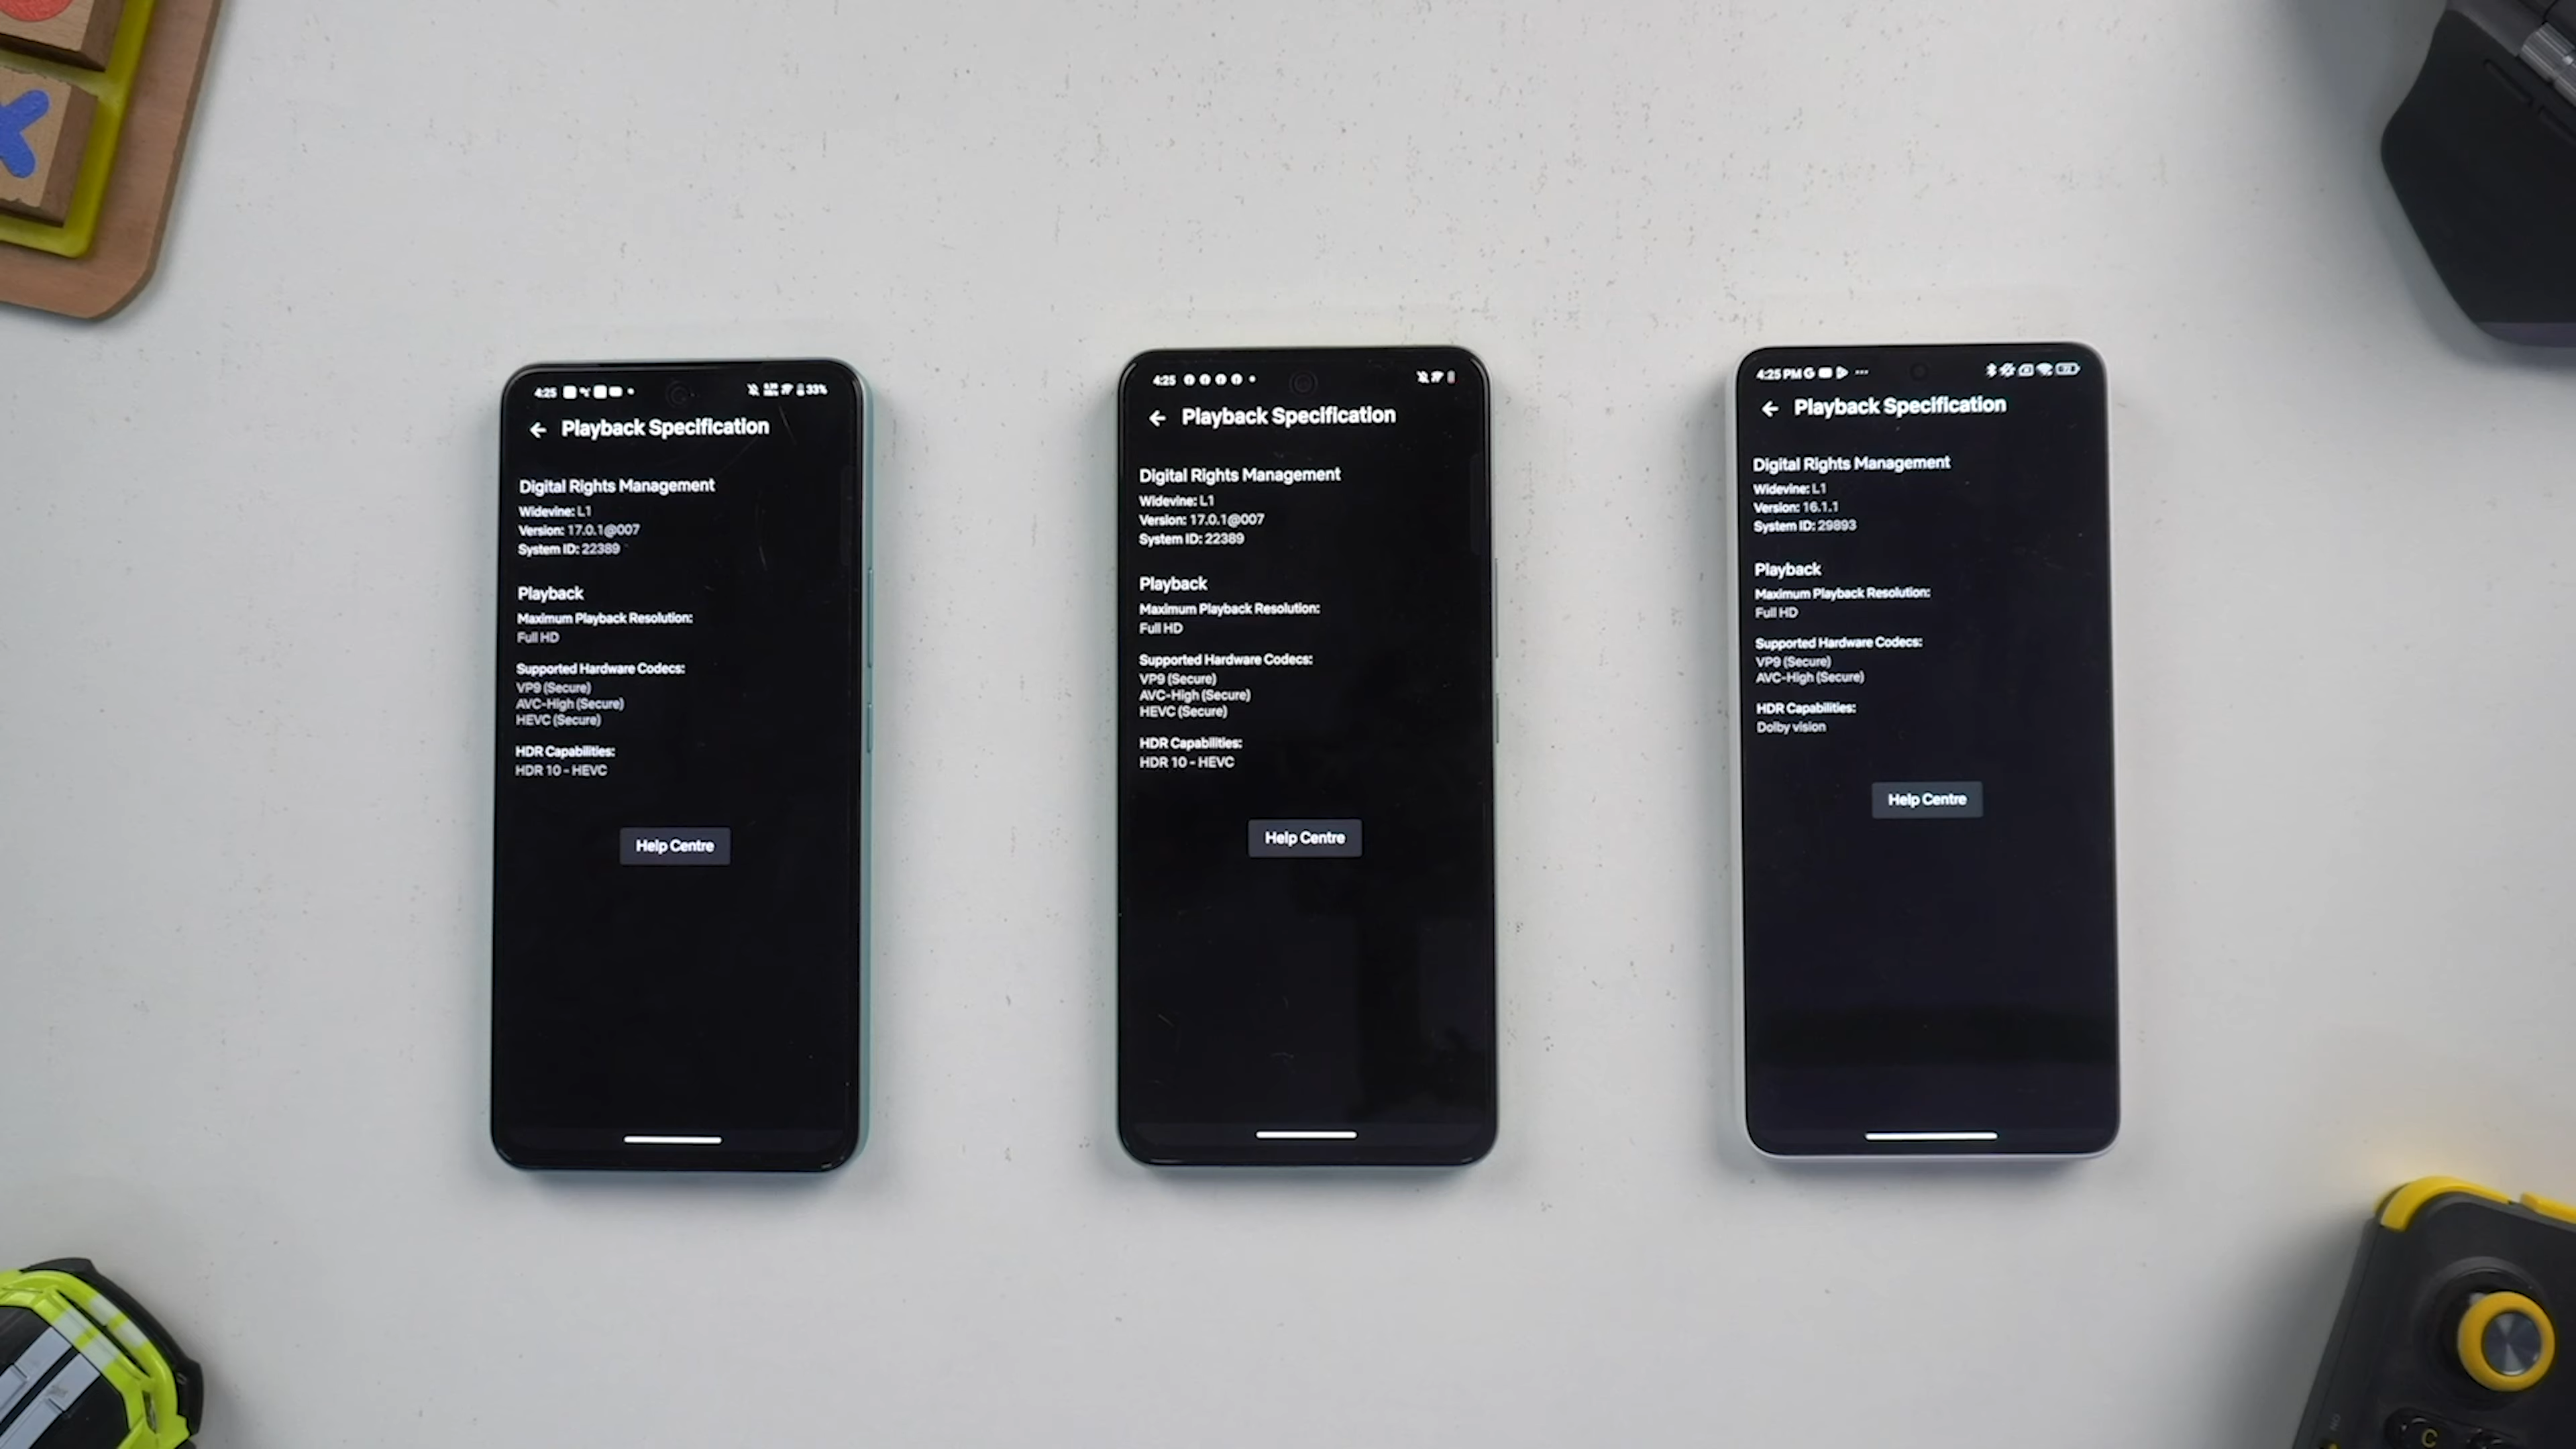 4:25
33%
Playback Specification
Digital Rights Management
Widevine: L1
Version: 17.0.1@007
System ID: 22389
Playback
Maximum Playback Resolution:
Full HD
Supported Hardware Codecs:
VP9 (Secure)
AVC-High (Secure)
HEVC (Secure)
HDR Capabilities:
HDR 10 - HEVC
Help Centre
4:25
Playback Specification
Digital Rights Management
Widevine: L1
Version: 17.0.1@007
System ID: 22389
Playback
Maximum Playback Resolution:
Full HD
Supported Hardware Codecs:
VP9 (Secure)
AVC-High (Secure)
HEVC (Secure)
HDR Capabilities:
HDR 10 - HEVC
Help Centre
4:25 PM G
Playback Specification
Digital Rights Management
Widevine: L1
Version: 16.1.1
System ID: 29893
Playback
Maximum Playback Resolution:
Full HD
Supported Hardware Codecs:
VP9 (Secure)
AVC-High (Secure)
HDR Capabilities:
Dolby vision
Help Centre
C